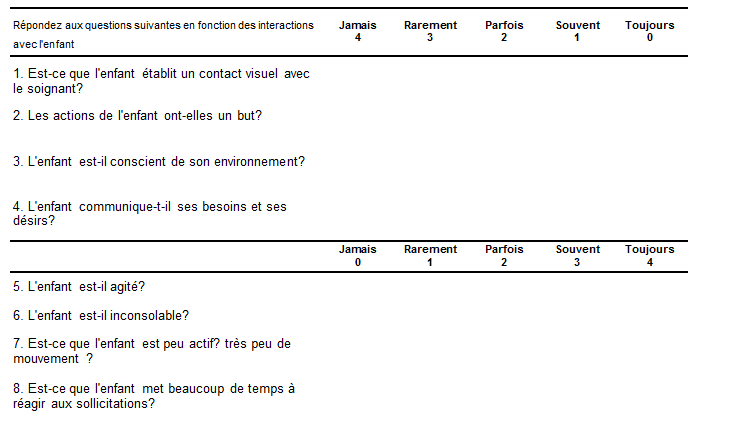 Répondez aux questions suivantes en fonction des interactions
avec l'enfant
Jamais Rarement Parfois Souvent Toujours
4 3 2 1 0
1. Est-ce que l'enfant établit un contact visuel avec
le soignant?
2. Les actions de l'enfant ont-elles un but?
3. L'enfant est-il conscient de son environnement?
4. L'enfant communique-t-il ses besoins et ses
désirs?
Jamais Rarement Parfois Souvent Toujours
0 1 2 3 4
5. L'enfant est-il agité?
6. L'enfant est-il inconsolable?
7. Est-ce que l'enfant est peu actif? très peu de
mouvement ?
8. Est-ce que l'enfant met beaucoup de temps à
réagir aux sollicitations?